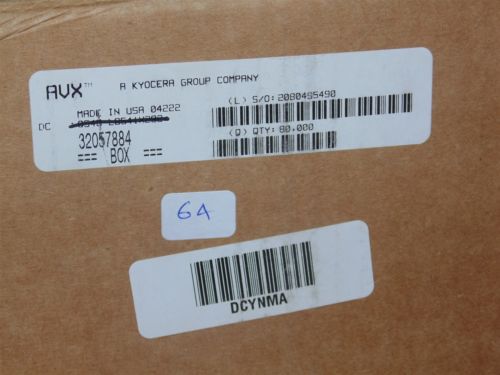 AVX™ A KYOCERA GROUP COMPANY
MADE IN USA 04222
DC
(L) S/O:2080495490
32057884
(Q) QTY: 80,000
=== BOX ===
64
DCYNMA